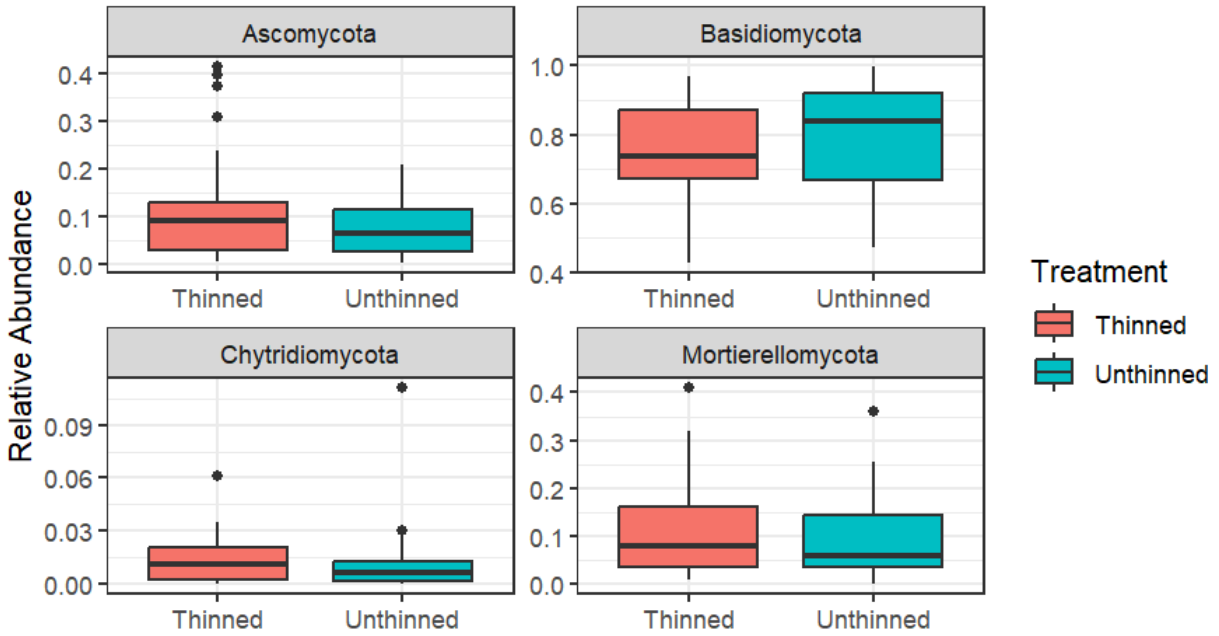 Ascomycota
Basidiomycota
0.4
0.3
0.2
0.1
0.0
1.0
0.8
0.6
0.4
Thinned Unthinned
Thinned Unthinned
Relative Abundance
Chytridiomycota
Mortierellomycota
0.09
0.06
0.03
0.00
0.4
0.3
0.2
0.1
0.0
Thinned Unthinned
Thinned Unthinned
Treatment
Thinned
Unthinned